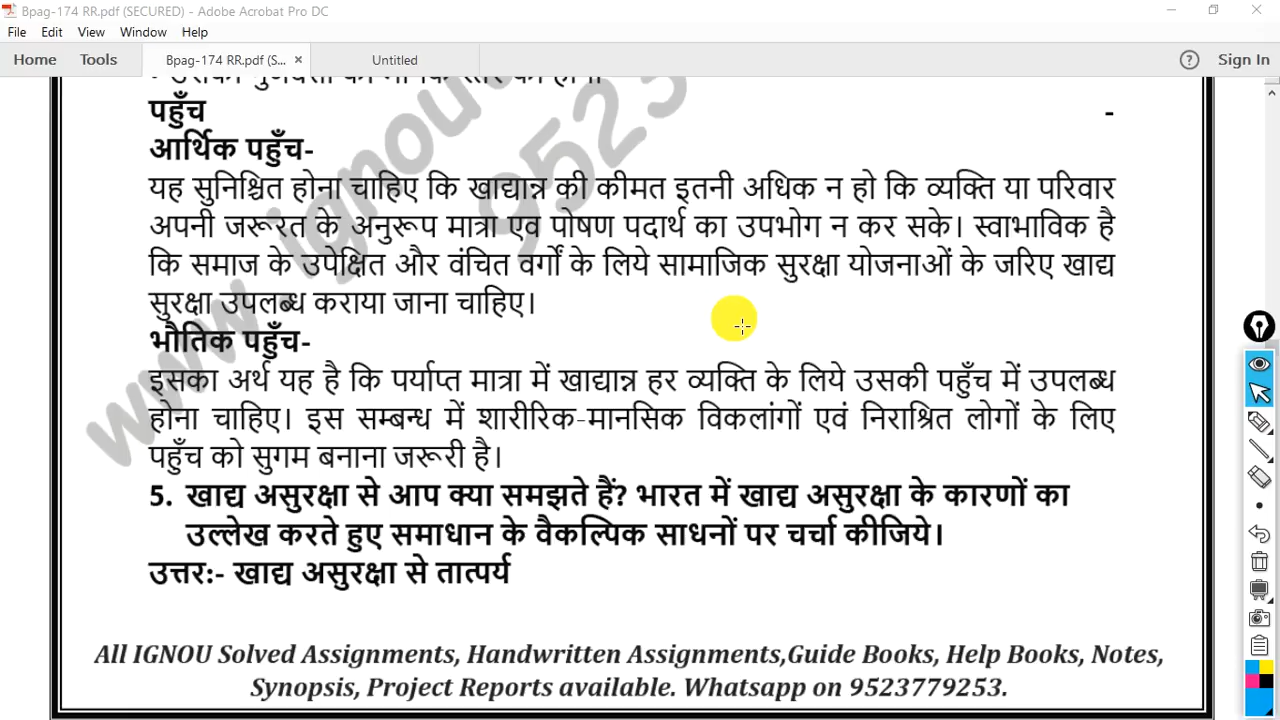 Bpag-174 RR.pdf (SECURED) - Adobe Acrobat Pro DC
File Edit View Window Help
Home Tools Bpag-174 RR.pdf (S... × Untitled Sign In
पहुँच -
आर्थिक पहुँच-
यह सुनिश्चित होना चाहिए कि खाद्यान्न की कीमत इतनी अधिक न हो कि व्यक्ति या परिवार
अपनी जरूरत के अनुरूप मात्रा एवं पोषण पदार्थ का उपभोग न कर सके। स्वाभाविक है
कि समाज के उपेक्षित और वंचित वर्गों के लिये सामाजिक सुरक्षा योजनाओं के जरिए खाद्य
सुरक्षा उपलब्ध कराया जाना चाहिए।
भौतिक पहुँच-
इसका अर्थ यह है कि पर्याप्त मात्रा में खाद्यान्न हर व्यक्ति के लिये उसकी पहुँच में उपलब्ध
होना चाहिए। इस सम्बन्ध में शारीरिक-मानसिक विकलांगों एवं निराश्रित लोगों के लिए
पहुँच को सुगम बनाना जरूरी है।
5. खाद्य असुरक्षा से आप क्या समझते हैं? भारत में खाद्य असुरक्षा के कारणों का
उल्लेख करते हुए समाधान के वैकल्पिक साधनों पर चर्चा कीजिये।
उत्तर:- खाद्य असुरक्षा से तात्पर्य
All IGNOU Solved Assignments, Handwritten Assignments,Guide Books, Help Books, Notes,
Synopsis, Project Reports available. Whatsapp on 9523779253.